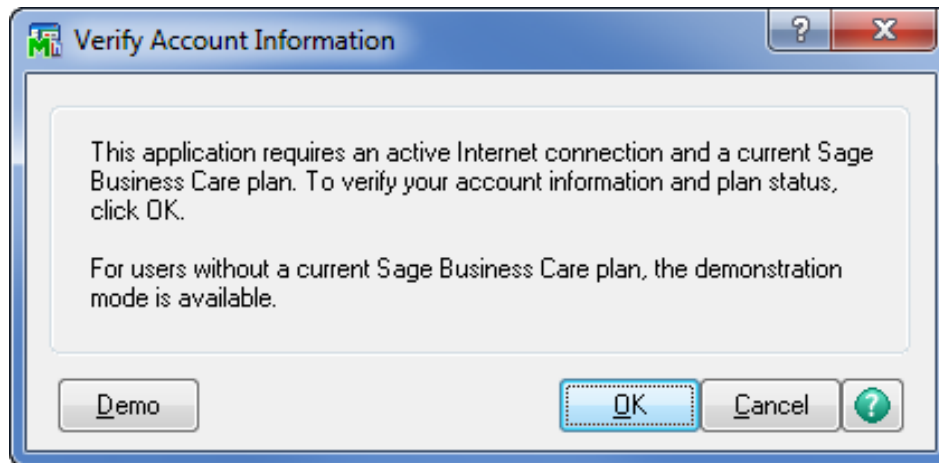 Verify Account Information
This application requires an active Internet connection and a current Sage
Business Care plan. To verify your account information and plan status,
click OK.
For users without a current Sage Business Care plan, the demonstration
mode is available.
Demo
OK
Cancel